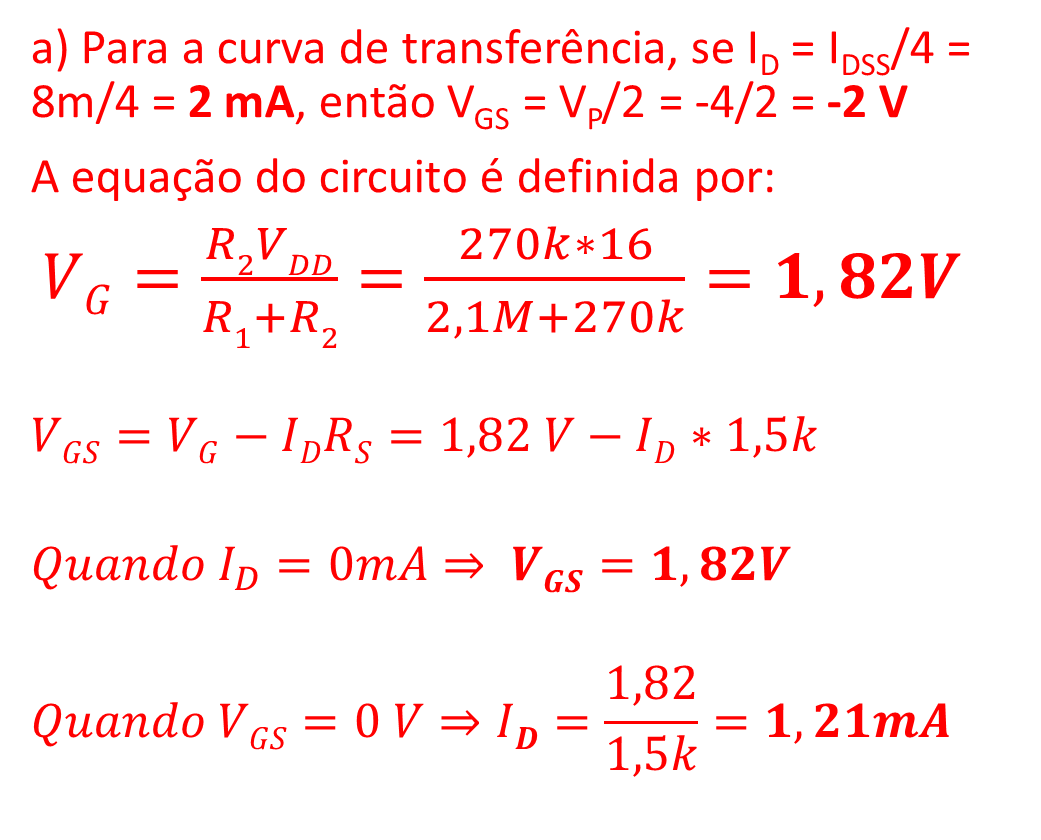 a) Para a curva de transferência, se I_D = I_DSS/4 =
8m/4 = 2 mA, então V_GS = V_P/2 = -4/2 = -2 V
A equação do circuito é definida por:
V_G = R_2V_DD/R_1+R_2 = 270k∗16/2,1M+270k = 1,82V
V_GS = V_G − I_DR_S = 1,82 V − I_D ∗ 1,5k
Quando I_D = 0mA ⇒ V_GS = 1,82V
Quando V_GS = 0 V ⇒ I_D = 1,82/1,5k = 1,21mA